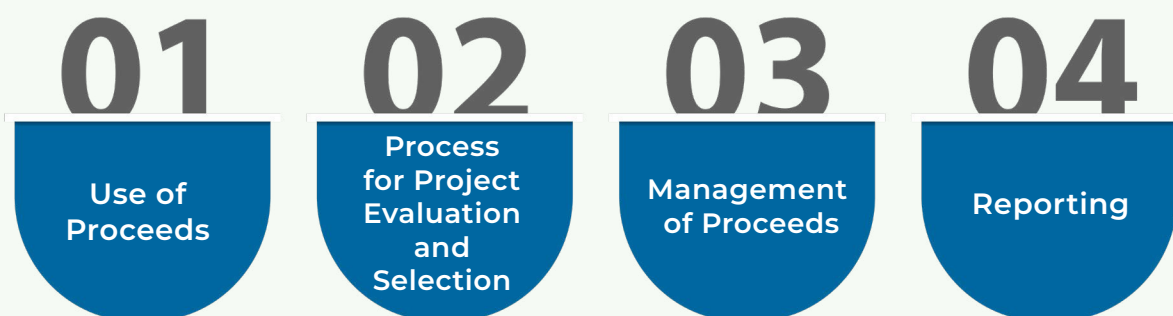 01
Use of
Proceeds
02
Process
for Project
Evaluation
and
Selection
03
Management
of Proceeds
04
Reporting